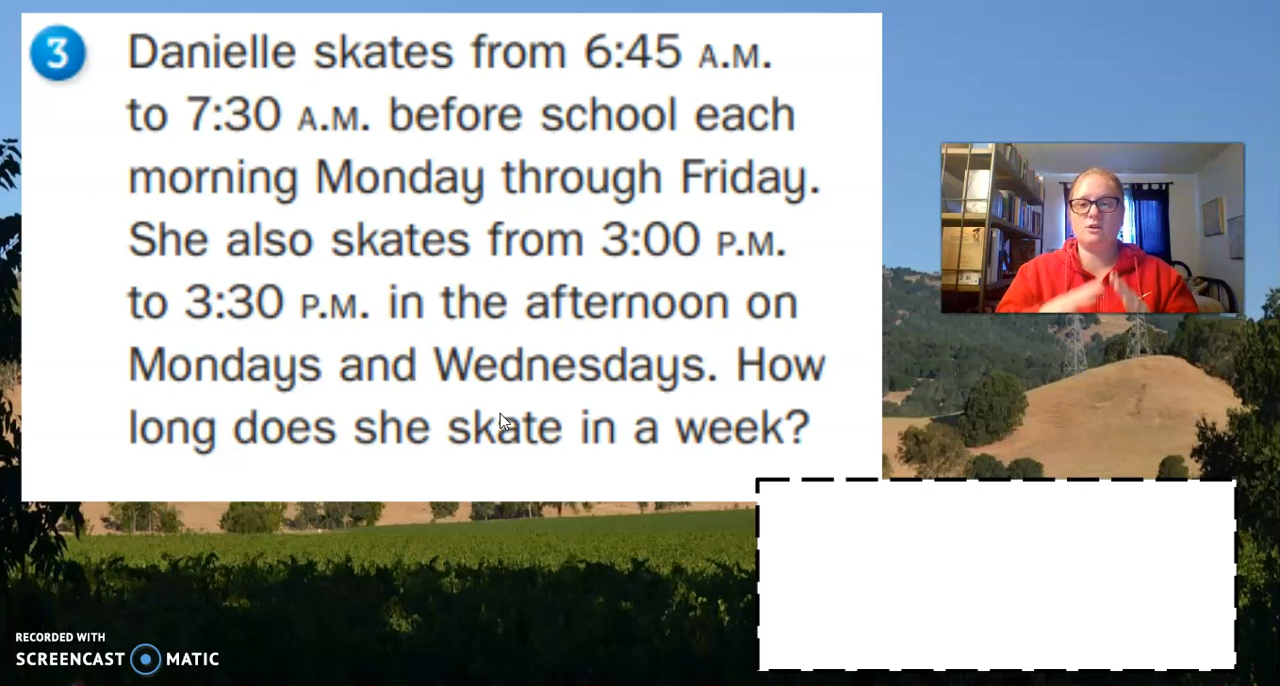 3 Danielle skates from 6:45 A.M.
to 7:30 A.M. before school each
morning Monday through Friday.
She also skates from 3:00 P.M.
to 3:30 P.M. in the afternoon on
Mondays and Wednesdays. How
long does she skate in a week?
RECORDED WITH
SCREENCAST MATIC